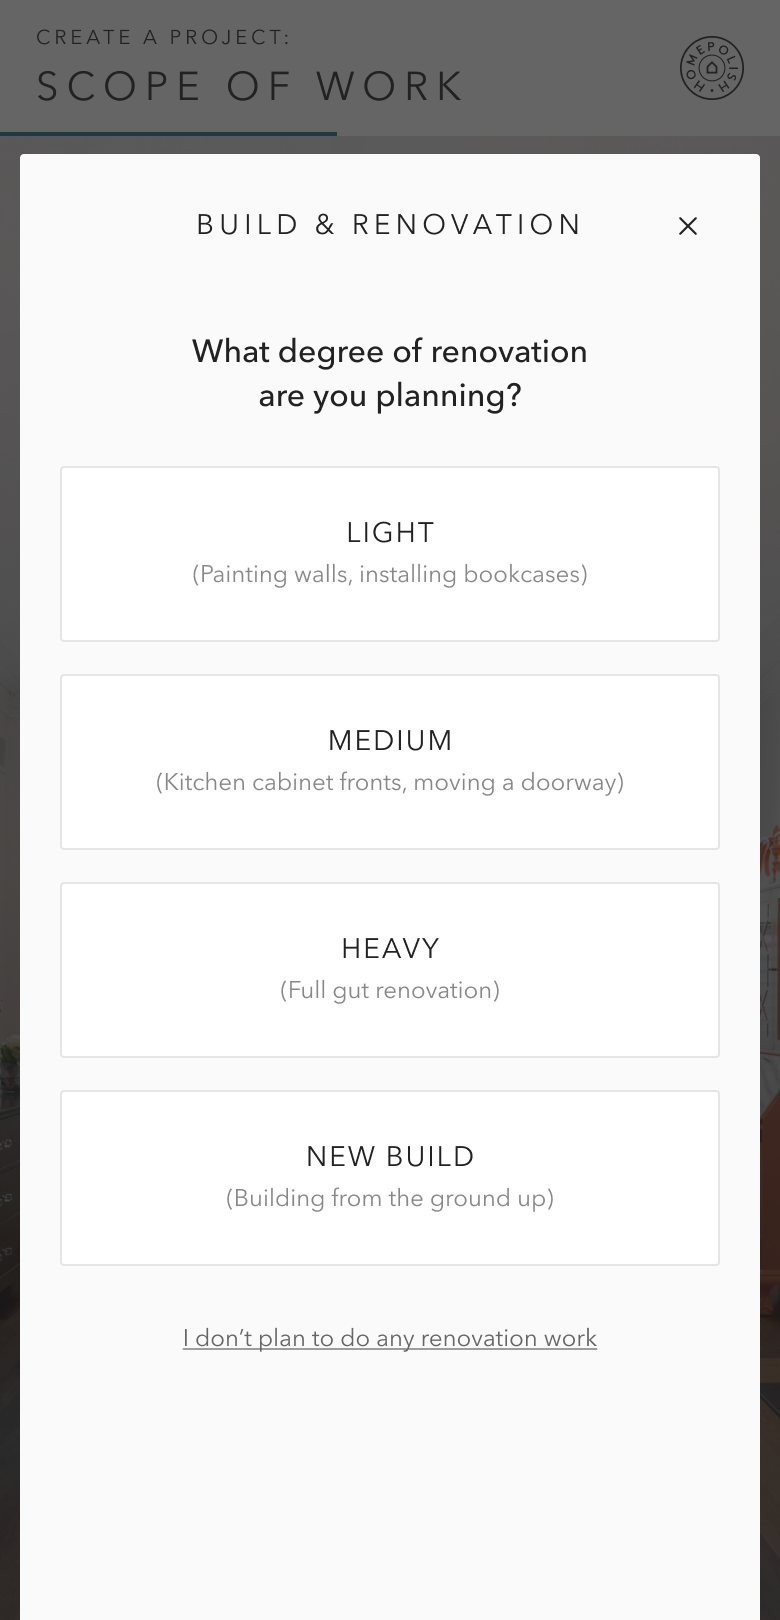 CREATE A PROJECT:
SCOPE OF WORK
HOMEPOLISH
BUILD & RENOVATION
What degree of renovation
are you planning?
LIGHT
(Painting walls, installing bookcases)
MEDIUM
(Kitchen cabinet fronts, moving a doorway)
HEAVY
(Full gut renovation)
NEW BUILD
(Building from the ground up)
I don’t plan to do any renovation work